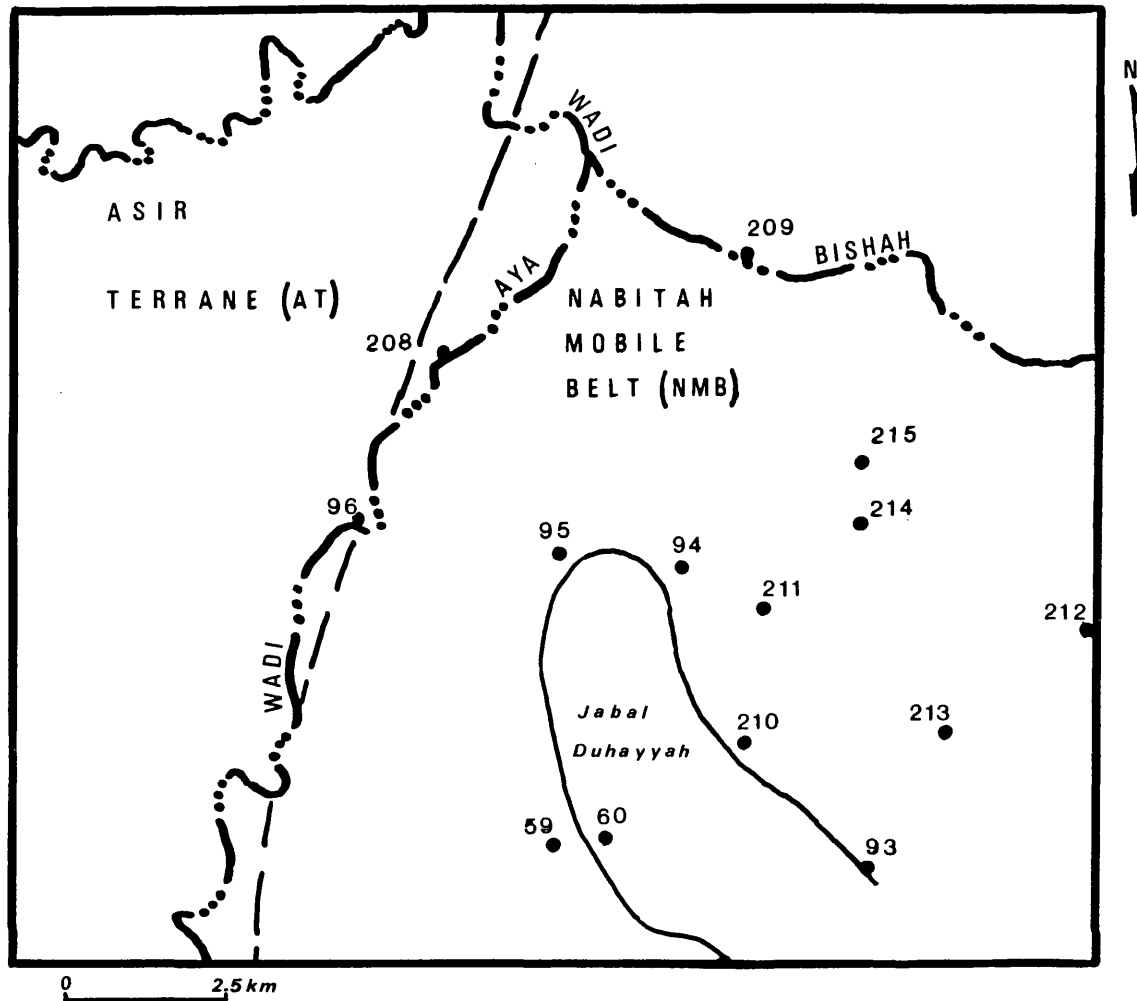 N
WADI
ASIR
209
BISHAH
AYA
TERRANE (AT)
NABITAH
MOBILE
BELT (NMB)
208
215
96
214
95
94
211
212
WADI
Jabal
Duhayyah
210
213
59
60
93
0 2.5 km